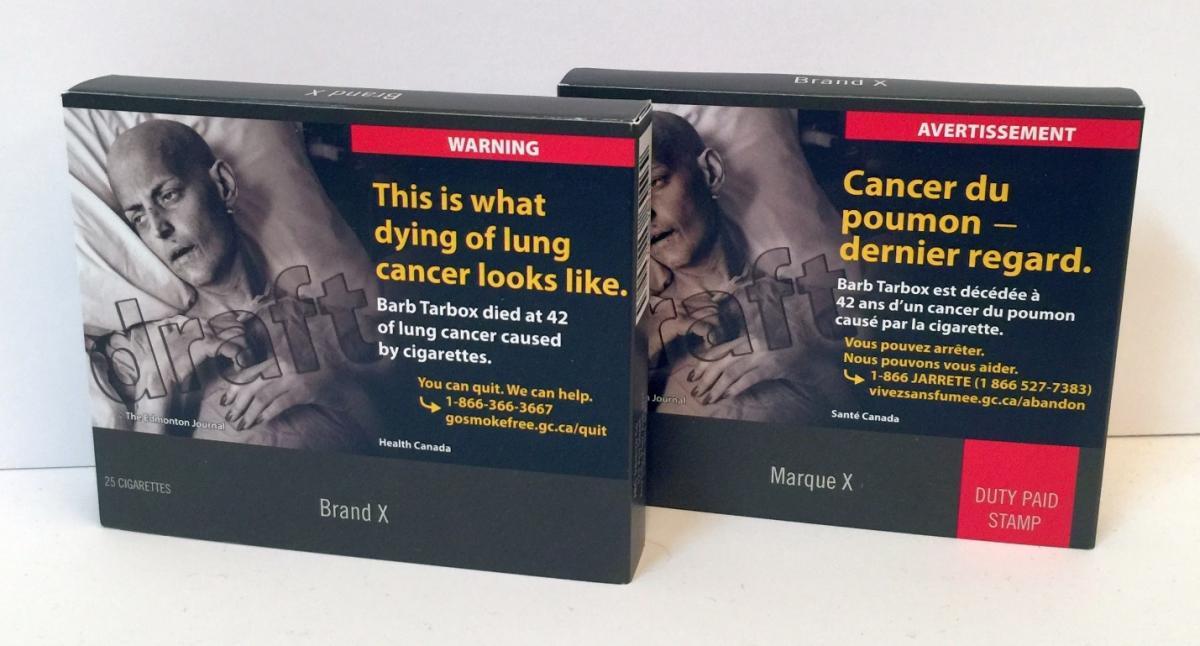 Brand X
WARNING
This is what
dying of lung
cancer looks like.
Barb Tarbox died at 42
of lung cancer caused
by cigarettes.
You can quit. We can help.
1-866-366-3667
gosmokefree.gc.ca/quit
draft
- The Edmonton Journal
Health Canada
25 CIGARETTES
Brand X
Brand X
AVERTISSEMENT
Cancer du
poumon –
dernier regard.
Barb Tarbox est décédée à
42 ans d'un cancer du poumon
causé par la cigarette.
Vous pouvez arrêter.
Nous pouvons vous aider.
1-866 JARRETE (1 866 527-7383)
vivezsansfumee.gc.ca/abandon
raft
Journal
Santé Canada
Marque X
DUTY PAID
STAMP